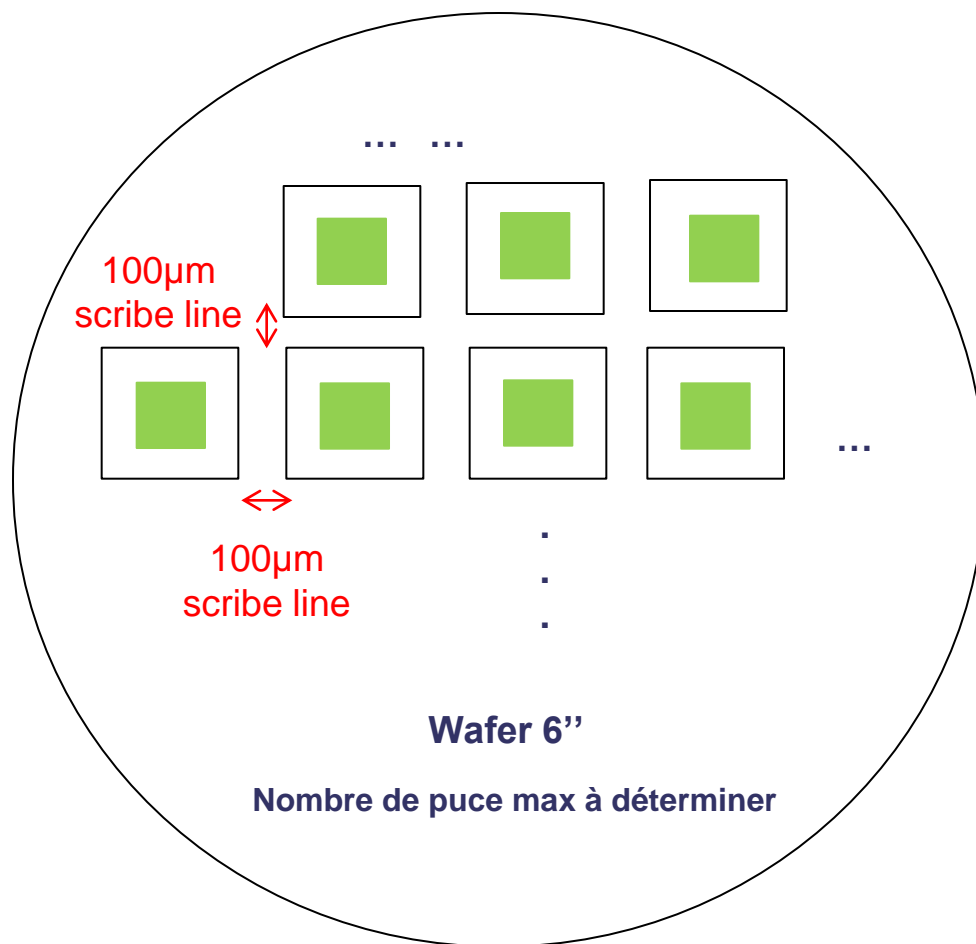 ... ...
100µm
scribe line
...
100µm
scribe line
.
.
.
Wafer 6’’
Nombre de puce max à déterminer